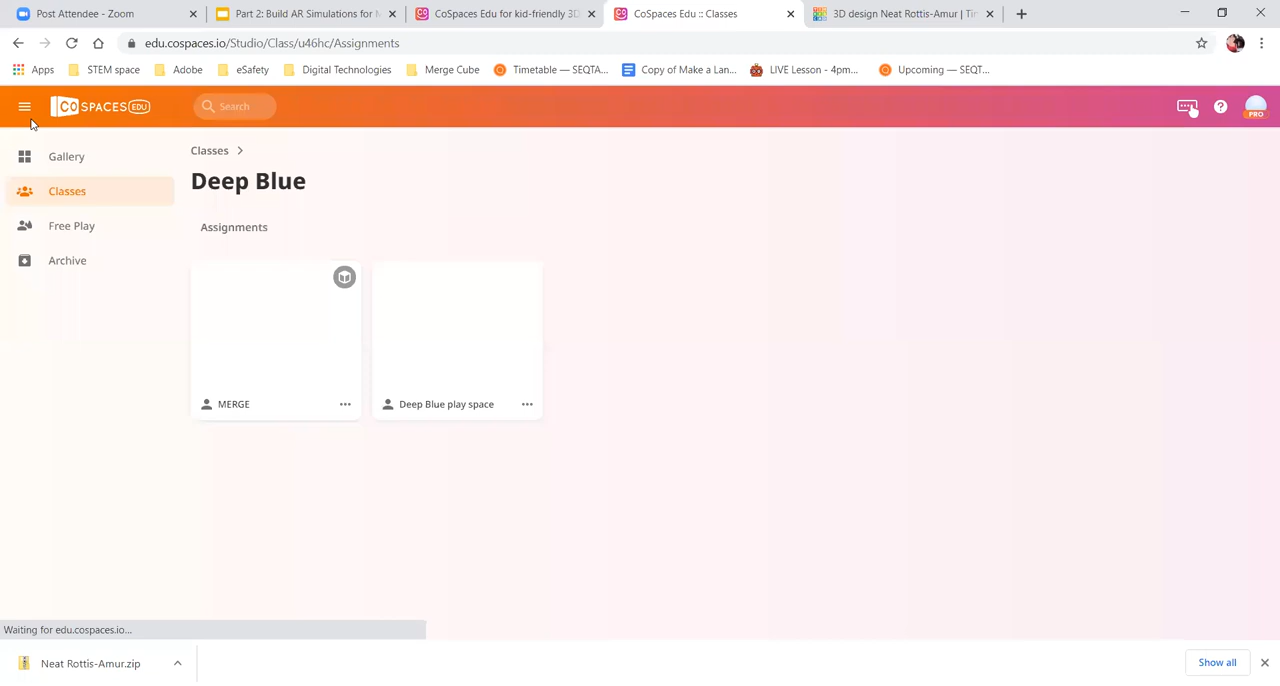 Post Attendee - Zoom
Part 2: Build AR Simulations for
CoSpaces Edu for kid-friendly 3D
CoSpaces Edu :: Classes
3D design Neat Rottis-Amur | Tin
edu.cospaces.io/Studio/Class/u46hc/Assignments
Apps
STEM space
Adobe
eSafety
Digital Technologies
Merge Cube
Timetable — SEQTA...
Copy of Make a Lan...
LIVE Lesson - 4pm...
Upcoming — SEQT...
COSPACES EDU
Search
PRO
Gallery
Classes
Free Play
Archive
Classes
Deep Blue
Assignments
MERGE
Deep Blue play space
Waiting for edu.cospaces.io...
Neat Rottis-Amur.zip
Show all